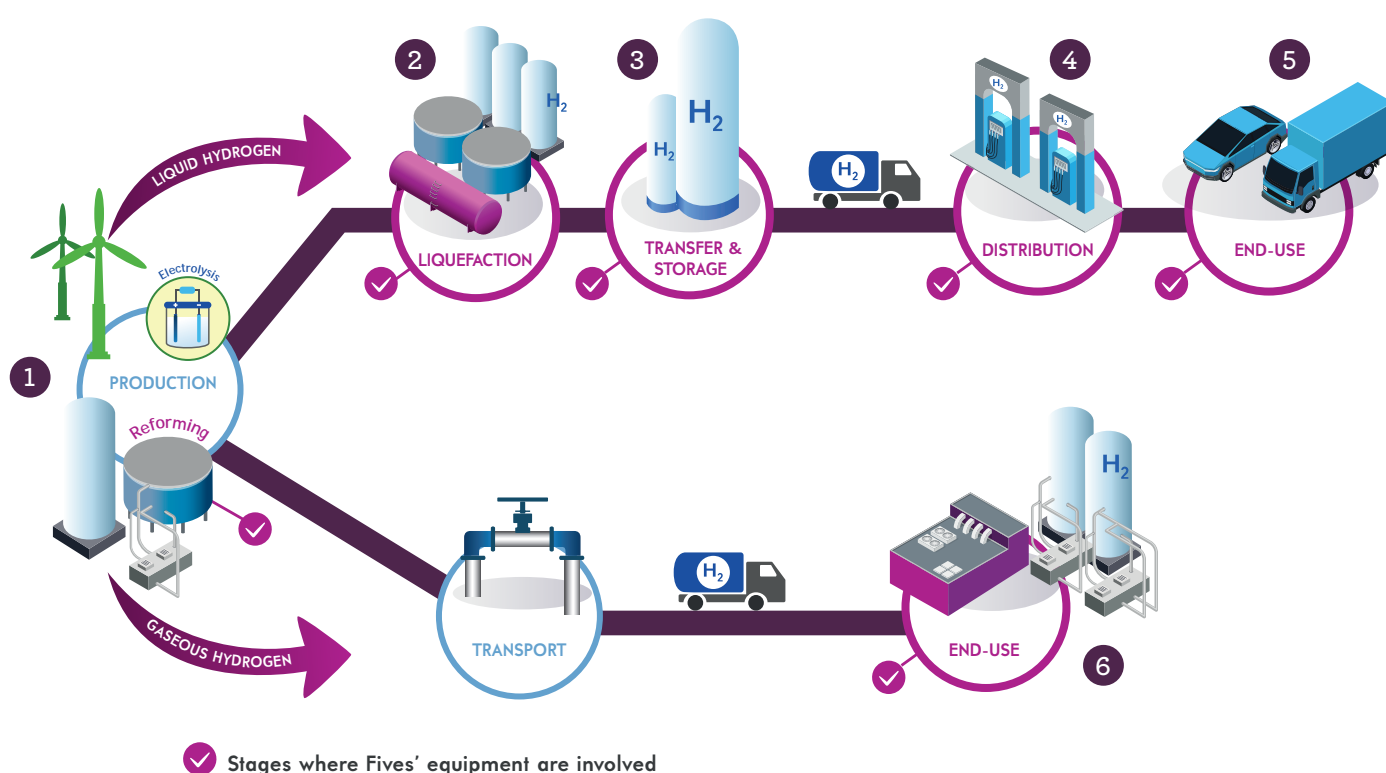 2
3
4
5
H₂
H₂
H₂
H₂
H₂
H₂
LIQUID HYDROGEN
LIQUEFACTION
TRANSFER &
STORAGE
DISTRIBUTION
END-USE
Electrolysis
1
PRODUCTION
Reforming
H₂
H₂
GASEOUS HYDROGEN
TRANSPORT
END-USE
6
Stages where Fives’ equipment are involved